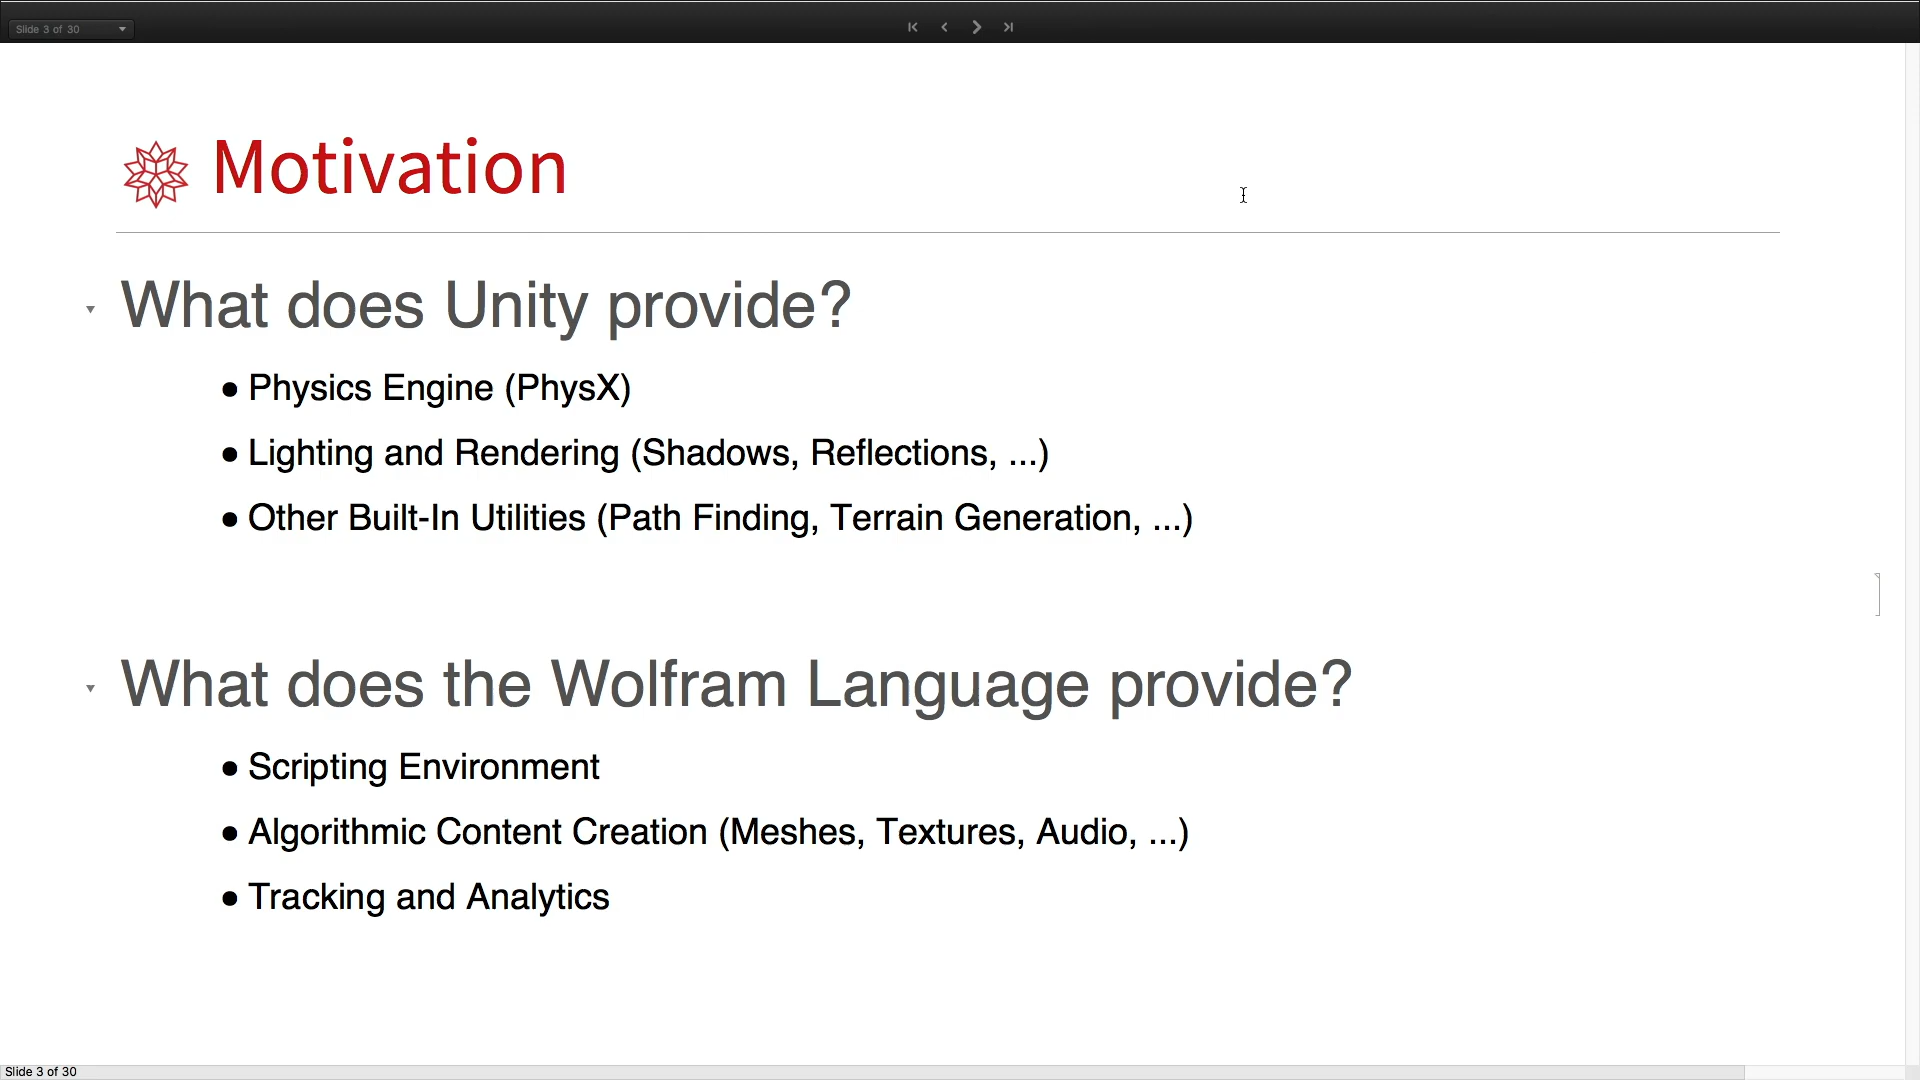 Slide 3 of 30
Motivation
What does Unity provide?
● Physics Engine (PhysX)
● Lighting and Rendering (Shadows, Reflections, ...)
● Other Built-In Utilities (Path Finding, Terrain Generation, ...)
What does the Wolfram Language provide?
● Scripting Environment
● Algorithmic Content Creation (Meshes, Textures, Audio, ...)
● Tracking and Analytics
Slide 3 of 30